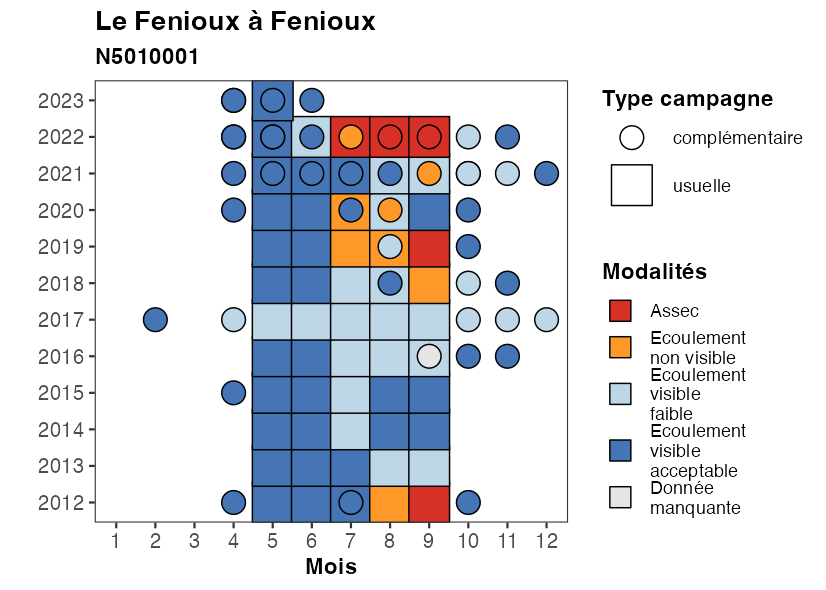 Le Fenioux à Fenioux
N5010001
2023
2022
2021
2020
2019
2018
2017
2016
2015
2014
2013
2012
1 2 3 4 5 6 7 8 9 10 11 12
Mois
Type campagne
complémentaire
usuelle
Modalités
Assec
Ecoulement
non visible
Ecoulement
visible
faible
Ecoulement
visible
acceptable
Donnée
manquante